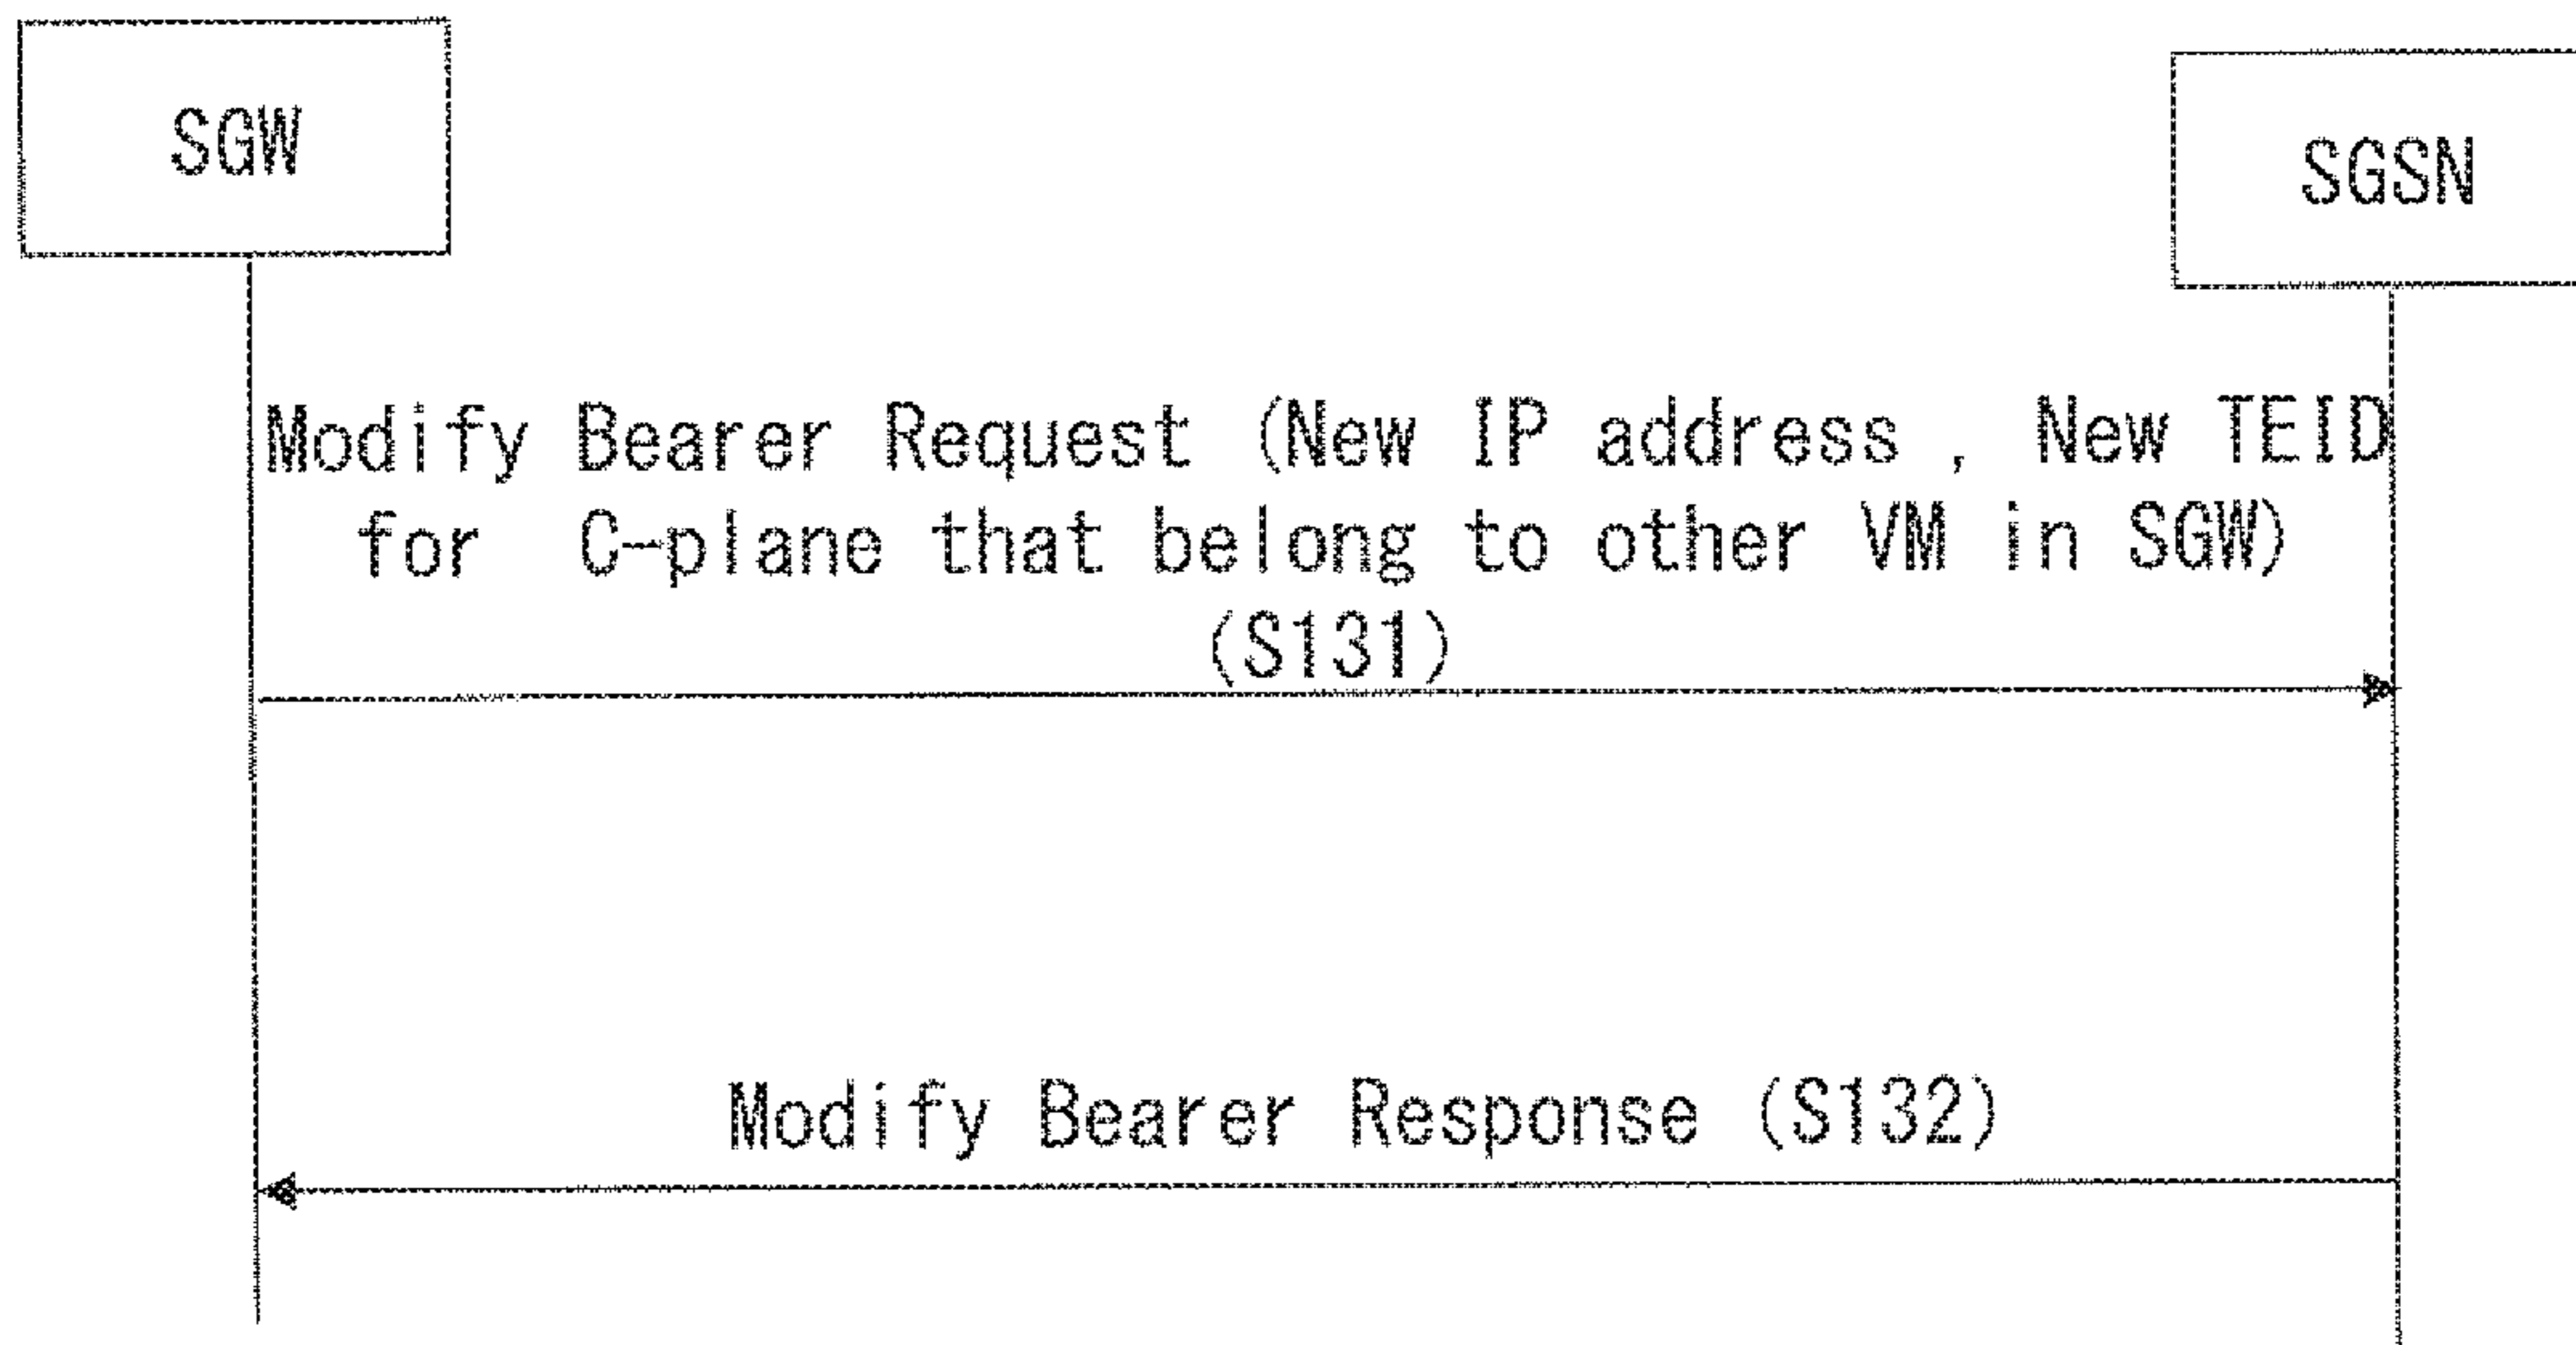 SGW
SGSN
Modify Bearer Request (New IP address , New TEID
for C-plane that belong to other VM in SGW)
(S131)
Modify Bearer Response (S132)